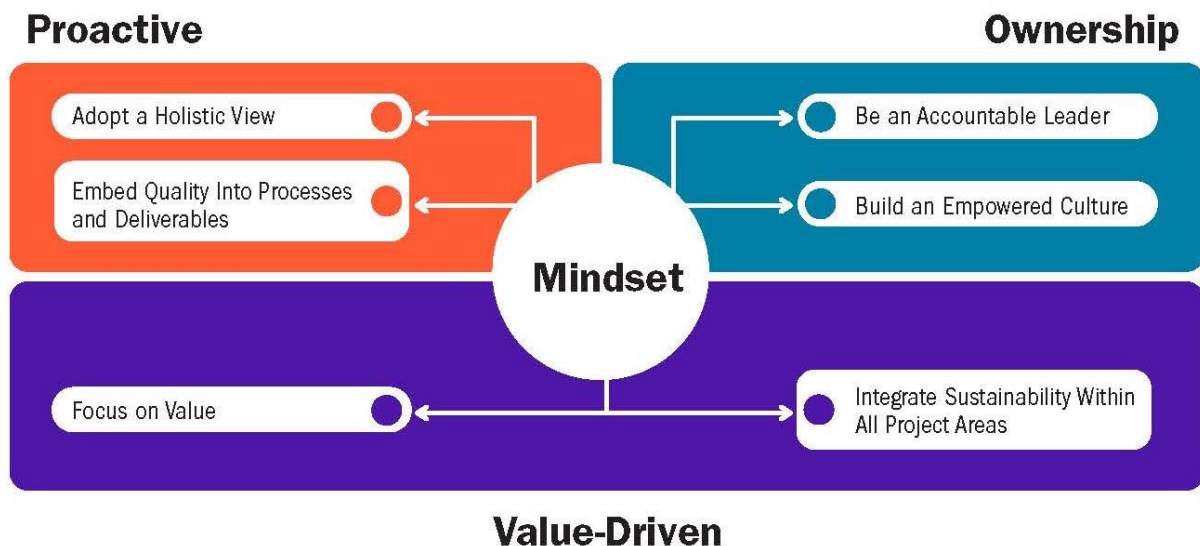 Proactive
Ownership
Adopt a Holistic View
Embed Quality Into Processes
and Deliverables
Be an Accountable Leader
Build an Empowered Culture
Mindset
Focus on Value
Integrate Sustainability Within
All Project Areas
Value-Driven